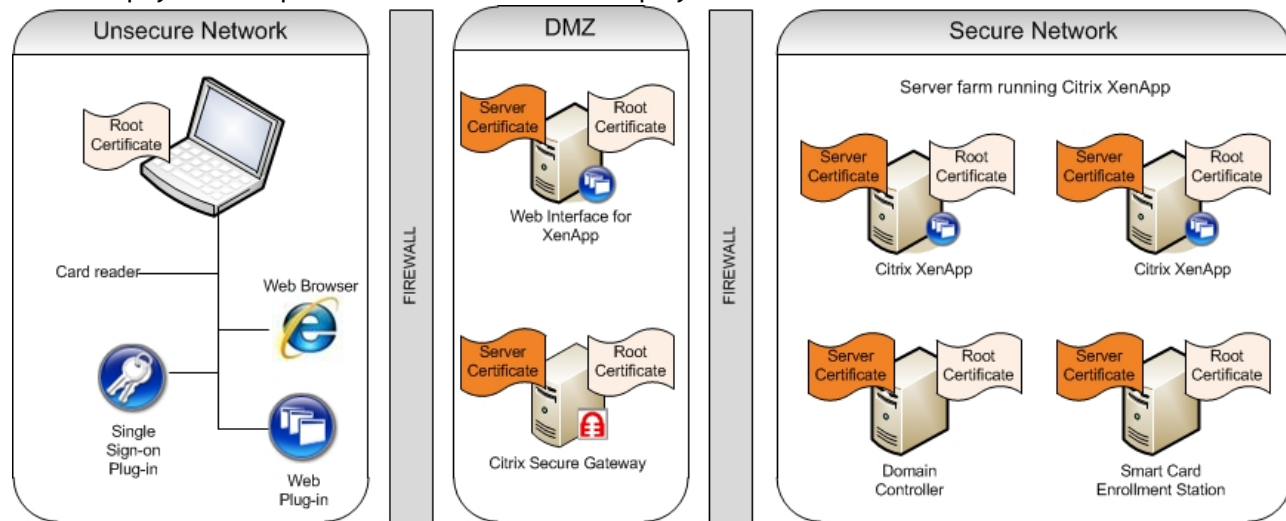 Unsecure Network
Root
Certificate
Card reader
Web Browser
Single
Sign-on
Plug-in
Web
Plug-in
FIREWALL
DMZ
Server
Certificate
Root
Certificate
Web Interface for
XenApp
Server
Certificate
Root
Certificate
Citrix Secure Gateway
FIREWALL
Secure Network
Server farm running Citrix XenApp
Server
Certificate
Root
Certificate
Citrix XenApp
Server
Certificate
Root
Certificate
Citrix XenApp
Server
Certificate
Root
Certificate
Domain
Controller
Server
Certificate
Root
Certificate
Smart Card
Enrollment Station